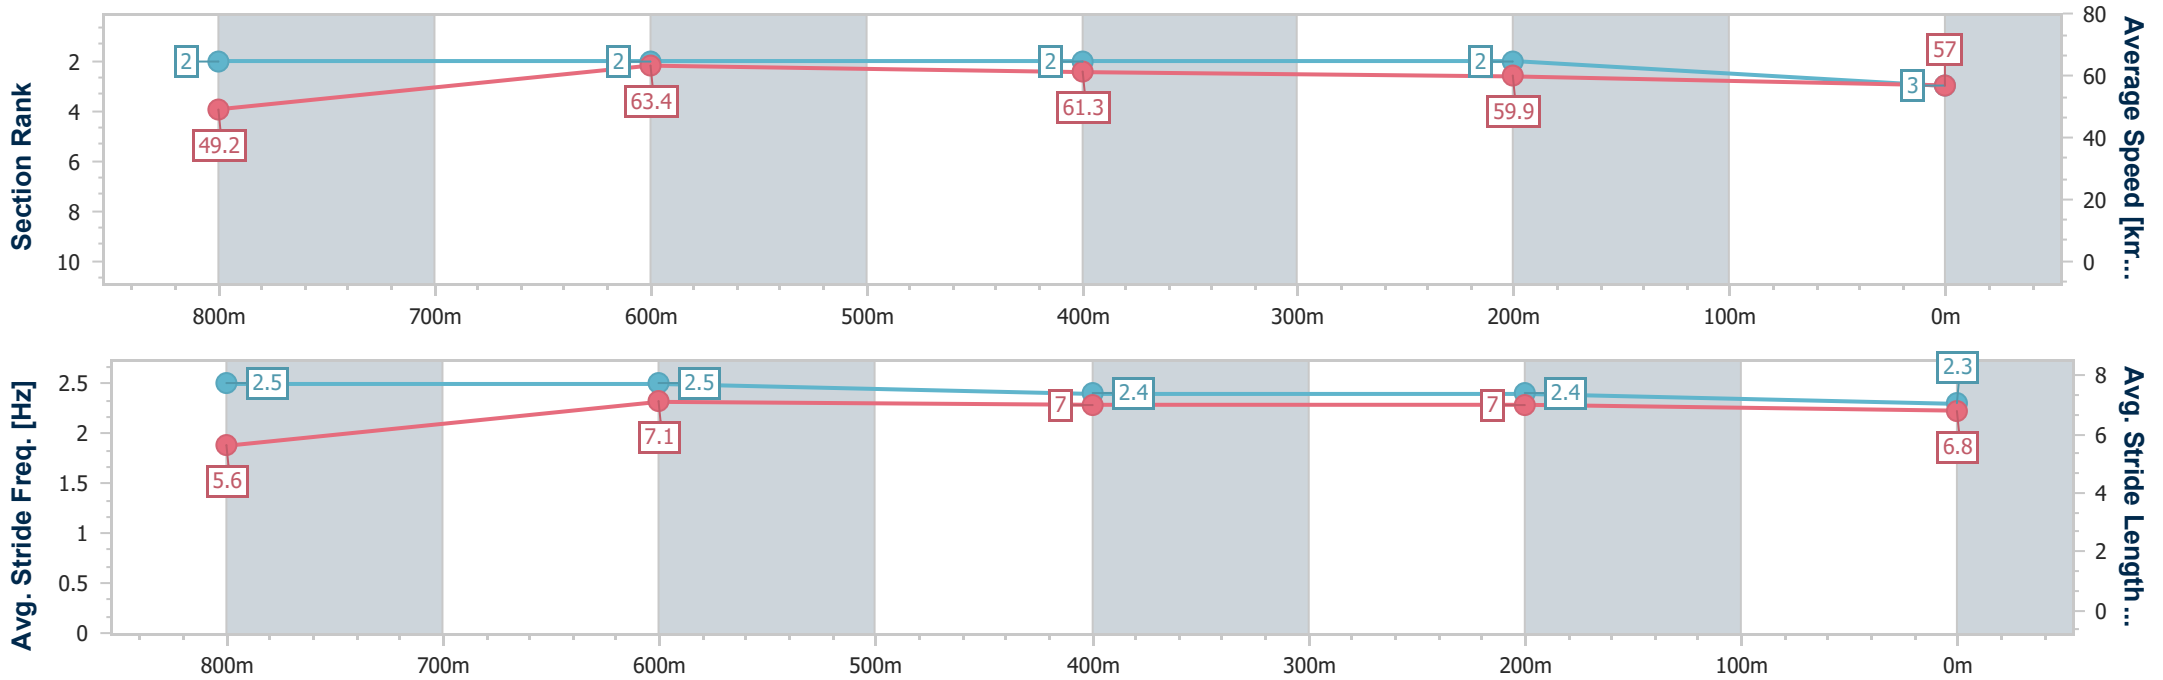 Section Rank
2
4
6
8
10
2
2
2
2
3
49.2
63.4
61.3
59.9
57
80
60
40
20
0
Average Speed [km...
800m
700m
600m
500m
400m
300m
200m
100m
0m
Avg. Stride Freq. [Hz]
2.5
2
1.5
1
0.5
0
2.5
2.5
2.4
2.4
2.3
5.6
7.1
7
7
6.8
8
6
4
2
0
Avg. Stride Length...
800m
700m
600m
500m
400m
300m
200m
100m
0m